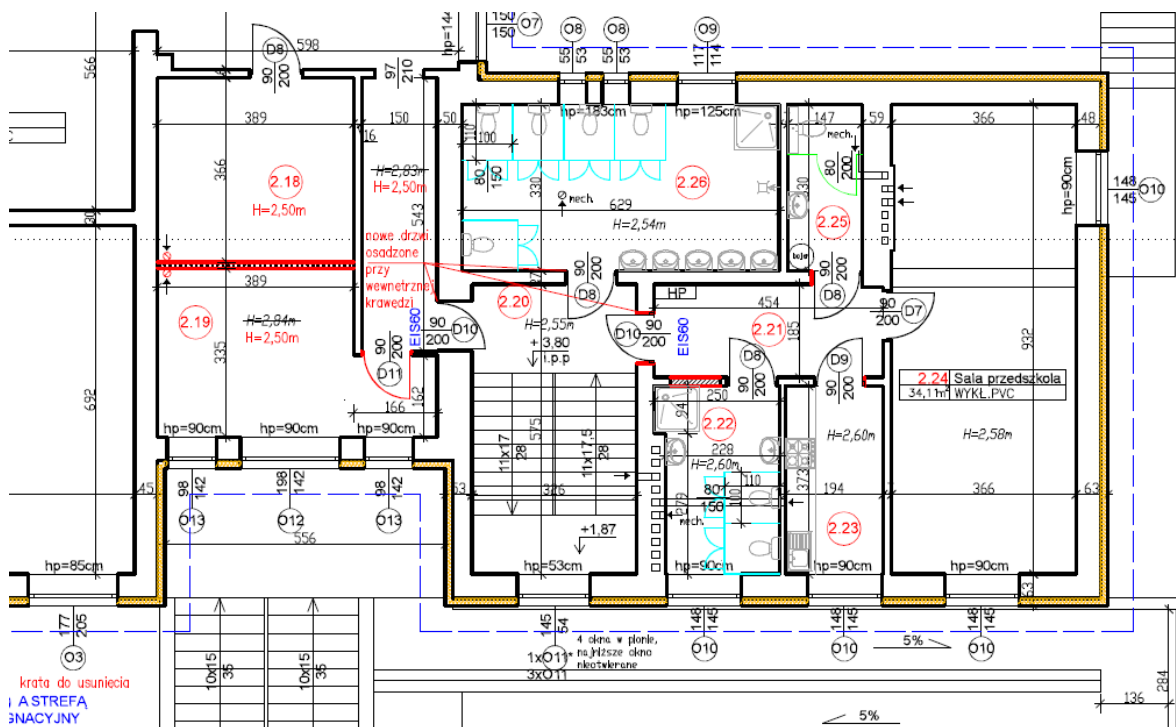 150
150
O7
hp=144
598
D8
90
200
97
210
55
53
O8
55
53
O8
117
114
O9
566
389
16
150
50
110
100
hp=183cm
hp=125cm
147
59
366
48
mech.
80
200
H=2,83m
H=2,50m
366
2.18
H=2,50m
80
150
330
mech.
2.26
629
H=2,54m
330
2.25
hp=90cm
148
145
O10
30
543
nowe drzwi
osadzone
przy
wewnetrznej
krawędzi
389
37
2.20
D8
90
200
HP
bojler
90
200
D8
454
90
200
D7
2.19
H=2,84m
H=2,50m
EIS60
90
200
D10
H=2,55m
+ 3,80
p.p.p
D10
90
200
EIS60
2.21
185
D8
90
200
D9
90
200
932
692
335
90
200
D11
162
166
2.24 Sala przedszkola
34,11m² WYKŁ.PVC
250
94
2.22
228
H=2,60m
H=2,60m
H=2,58m
hp=90cm
hp=90cm
hp=90cm
11x17
28
575
11x17,5
28
110
80
150
100
279
mech.
373
194
2.23
366
63
45
98
142
O13
198
142
O12
98
142
O13
53
326
+1,87
556
hp=85cm
hp=53cm
hp=90cm
hp=90cm
hp=90cm
53
177
205
O3
145
54
1xO11*
3xO11
4 okna w pionie,
najniższe okno
nieotwierane
148
145
O10
148
145
O10
148
145
O10
5%
10x15
35
10x15
35
krata do usunięcia
A STREFĄ
GNACYJNY
284
136
5%